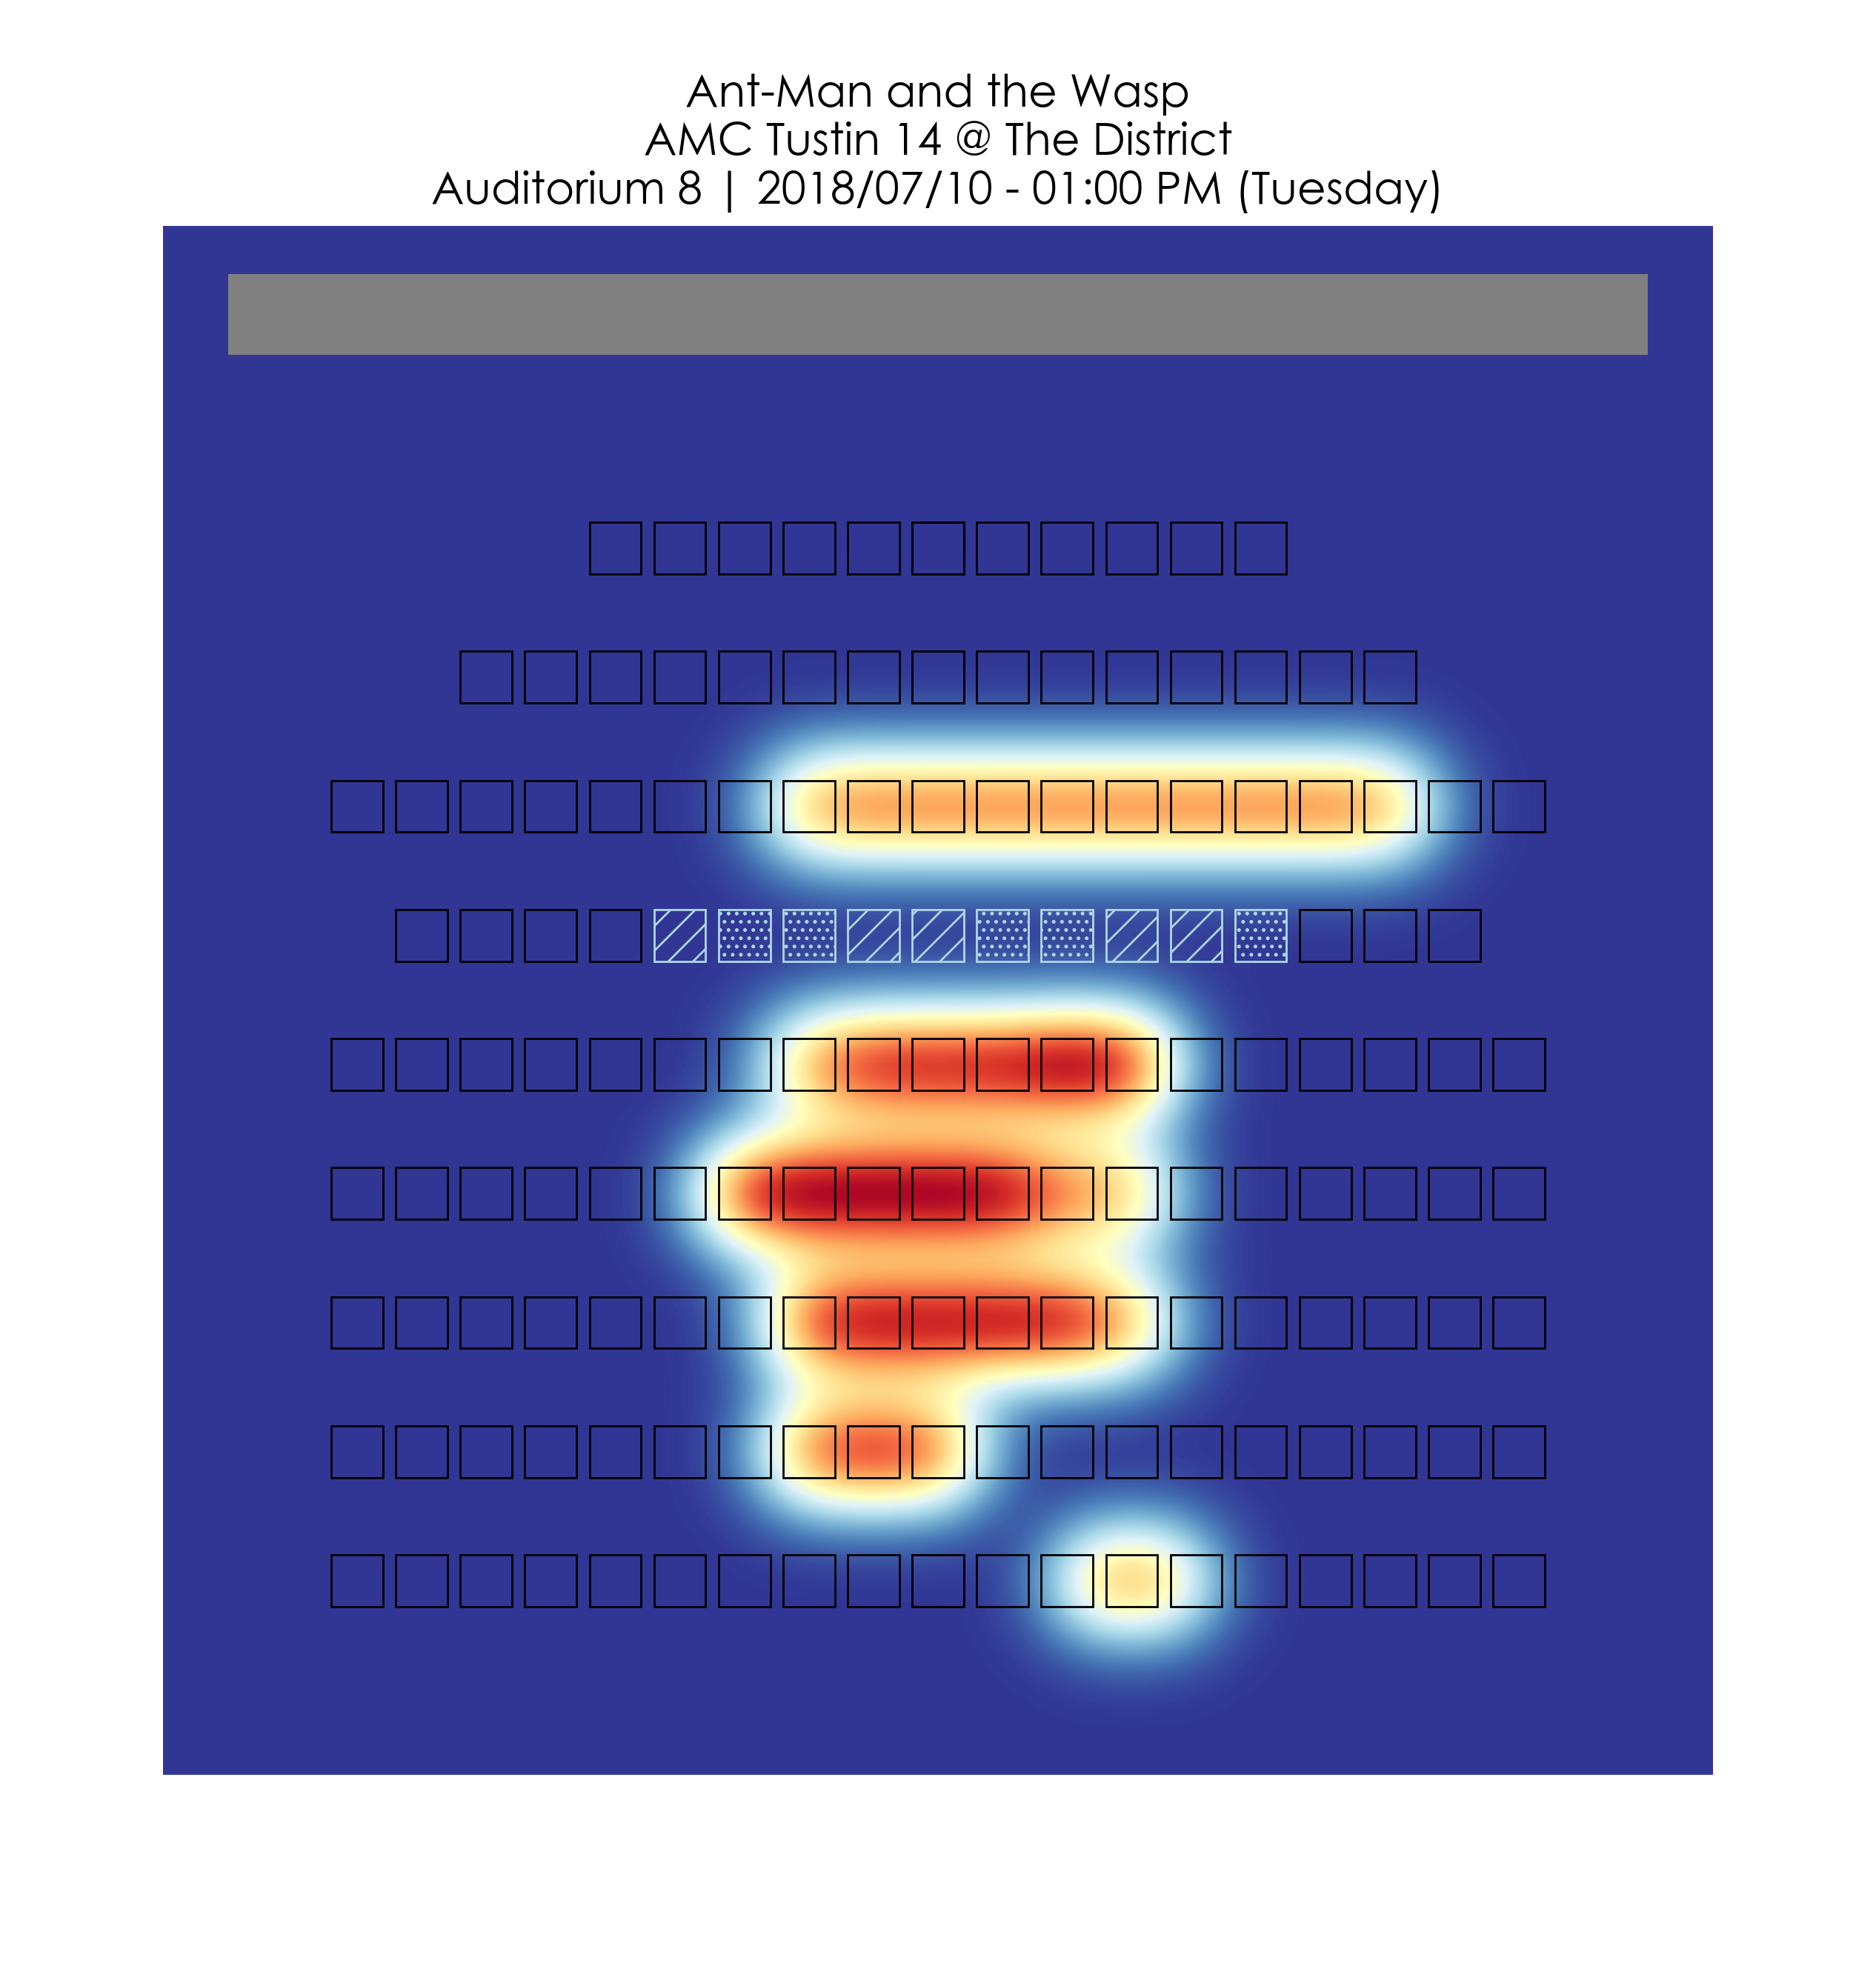 Ant-Man and the Wasp
AMC Tustin 14 @ The District
Auditorium 8 | 2018/07/10 - 01:00 PM (Tuesday)